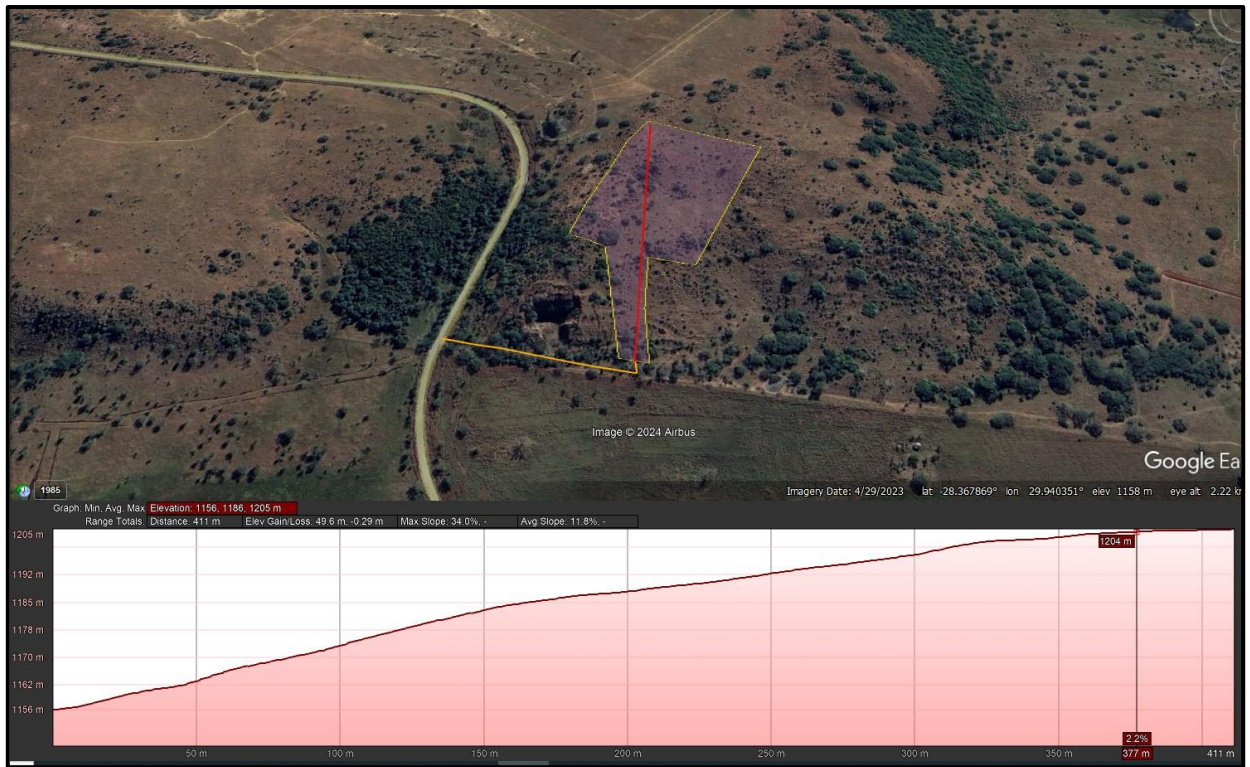 Image © 2024 Airbus
Google Ea
1985
Imagery Date: 4/29/2023 lat -28.367869° lon 29.940351° elev 1158 m eye alt 2.22 k
Graph: Min, Avg, Max Elevation: 1156, 1186, 1205 m
Range Totals: Distance: 411 m Elev Gain/Loss: 49.6 m, -0.29 m Max Slope: 34.0%, - Avg Slope: 11.8%, -
1205 m
1204 m
1192 m
1185 m
1178 m
1170 m
1162 m
1156 m
2.2%
50 m 100 m 150 m 200 m 250 m 300 m 350 m 377 m 411 m